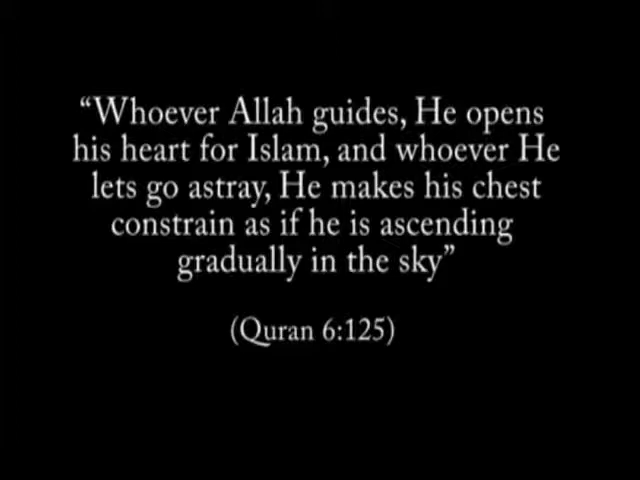 “Whoever Allah guides, He opens
his heart for Islam, and whoever He
lets go astray, He makes his chest
constrain as if he is ascending
gradually in the sky”
(Quran 6:125)